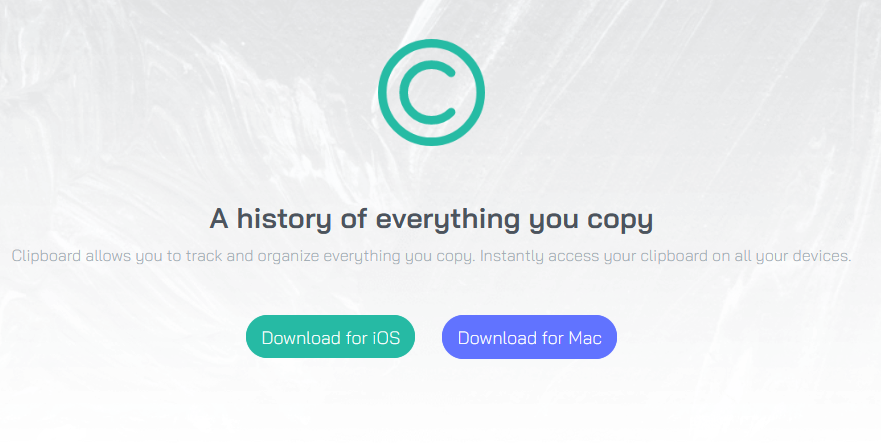 ©
A history of everything you copy
Clipboard allows you to track and organize everything you copy. Instantly access your clipboard on all your devices.
Download for iOS
Download for Mac